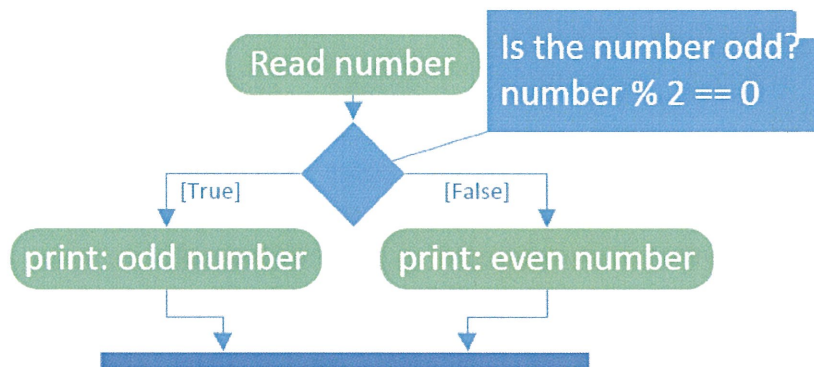 Read number
Is the number odd?
number % 2 == 0
[True]
[False]
print: odd number
print: even number